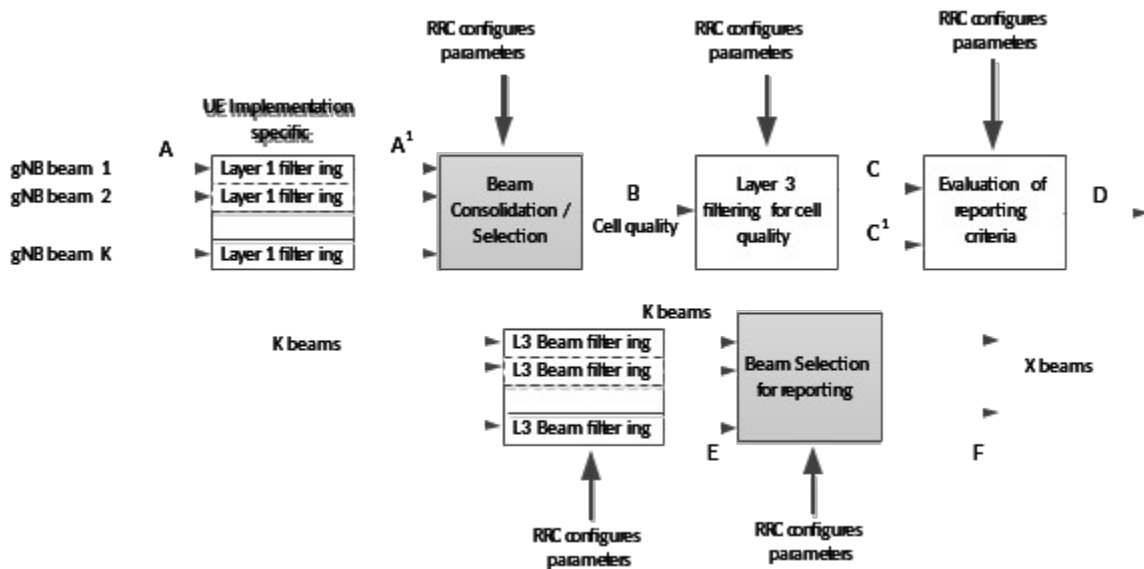 RRC configures
parameters
RRC configures
parameters
RRC configures
parameters
UE Implementation
specific
A
A¹
gNB beam 1
gNB beam 2
gNB beam K
Layer 1 filter ing
Layer 1 filter ing
Layer 1 filter ing
Beam
Consolidation /
Selection
B
Cell quality
Layer 3
filtering for cell
quality
C
C¹
Evaluation of
reporting
criteria
D
K beams
K beams
L3 Beam filter ing
L3 Beam filter ing
L3 Beam filter ing
Beam Selection
for reporting
X beams
E
F
RRC configures
parameters
RRC configures
parameters